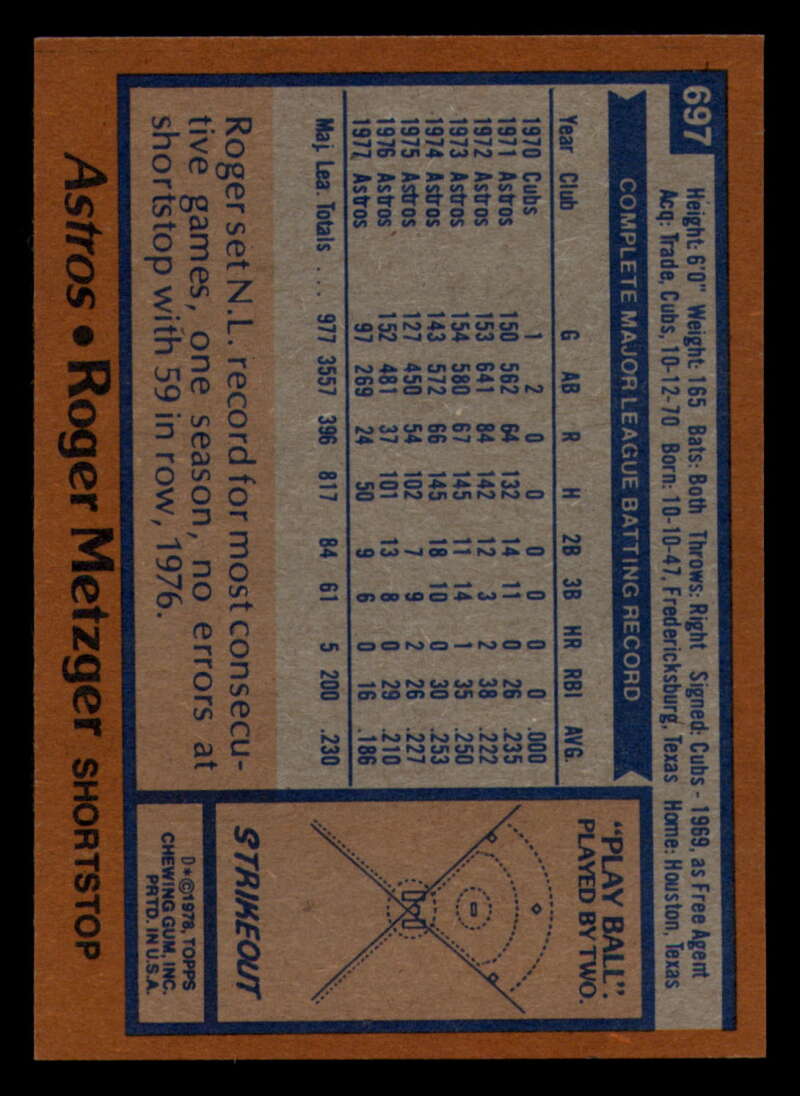 697
Height: 6'0" Weight: 165 Bats: Both Throws: Right Signed: Cubs - 1969, as Free Agent
Acq: Trade, Cubs, 10-12-70 Born: 10-10-47, Fredericksburg, Texas Home: Houston, Texas
COMPLETE MAJOR LEAGUE BATTING RECORD
Year Club G AB R H 2B 3B HR RBI AVG.
1970 Cubs 1 2 0 0 0 0 0 0 .000
1971 Astros 150 562 64 132 14 11 0 26 .235
1972 Astros 153 641 84 142 12 3 2 38 .222
1973 Astros 154 580 67 145 11 14 1 35 .250
1974 Astros 143 572 66 145 18 10 0 30 .253
1975 Astros 127 450 54 102 7 9 2 26 .227
1976 Astros 152 481 37 101 13 8 0 29 .210
1977 Astros 97 269 24 50 9 6 0 16 .186
Maj. Lea. Totals ... 977 3557 396 817 84 61 5 200 .230
Roger set N.L. record for most consecu-
tive games, one season, no errors at
shortstop with 59 in row, 1976.
"PLAY BALL":
PLAYED BY TWO.
STRIKEOUT
D*©1978, TOPPS
CHEWING GUM, INC.
PRTD. IN U.S.A.
Astros • Roger Metzger SHORTSTOP